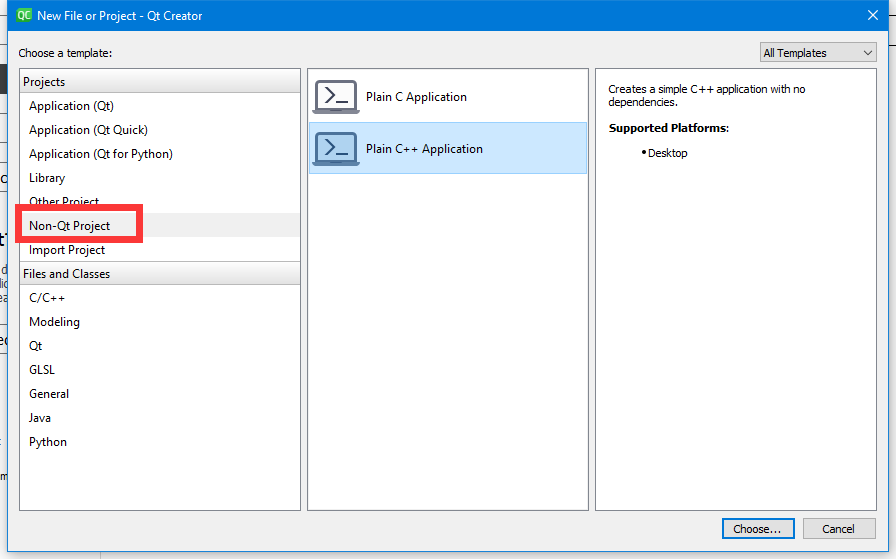 QC New File or Project - Qt Creator
Choose a template:
All Templates
Projects
Application (Qt)
Application (Qt Quick)
Application (Qt for Python)
Library
Other Project
Non-Qt Project
Import Project
Files and Classes
C/C++
Modeling
Qt
GLSL
General
Java
Python
Plain C Application
Plain C++ Application
Creates a simple C++ application with no
dependencies.
Supported Platforms:
•Desktop
Choose...
Cancel